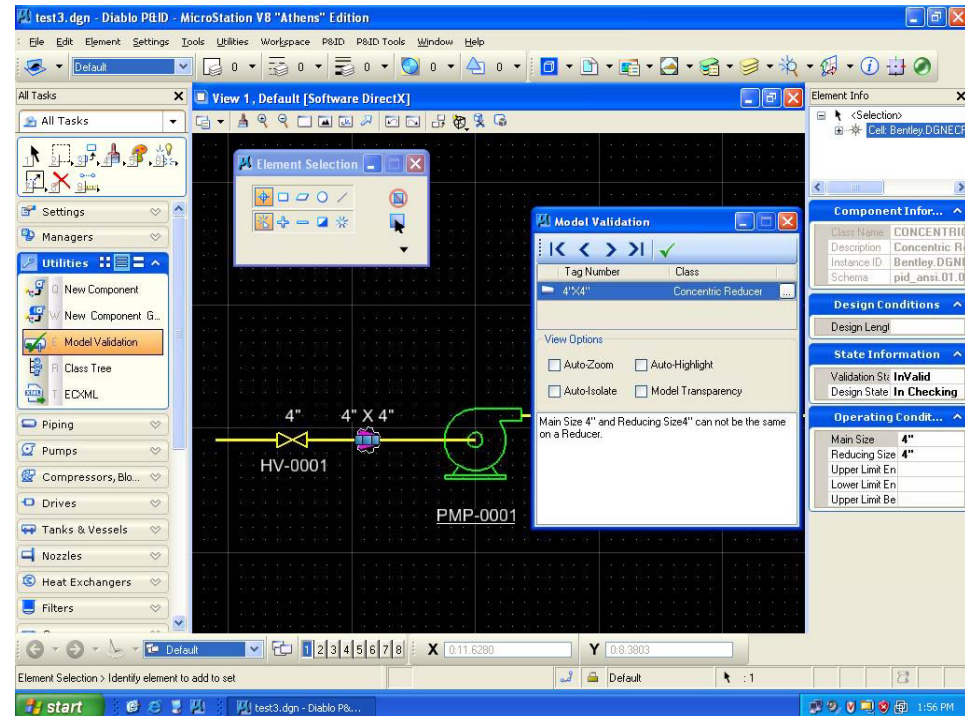 test3.dgn - Diablo P&ID - MicroStation V8 "Athens" Edition
File Edit Element Settings Tools Utilities Workspace P&ID P&ID Tools Window Help
Default 0 0 0 0 0
All Tasks
All Tasks
Settings
Managers
Utilities
Q New Component
W New Component G...
E Model Validation
R Class Tree
T ECXML
Piping
Pumps
Compressors, Blo...
Drives
Tanks & Vessels
Nozzles
Heat Exchangers
Filters
View 1, Default [Software DirectX]
Element Selection
4"
4" X 4"
HV-0001
PMP-0001
Model Validation
Tag Number Class
4"X4" Concentric Reducer ...
View Options
Auto-Zoom Auto-Highlight
Auto-Isolate Model Transparency
Main Size 4" and Reducing Size4" can not be the same
on a Reducer.
Element Info
<Selection>
Cell: Bentley.DGNECF
Component Infor...
Class Name CONCENTRI
Description Concentric R
Instance ID Bentley.DGN
Schema pid_ansi.01.0
Design Conditions
Design Lengt
State Information
Validation Sta InValid
Design State In Checking
Operating Condit...
Main Size 4"
Reducing Size 4"
Upper Limit En
Lower Limit En
Upper Limit Be
Default 1 2 3 4 5 6 7 8 X 0:11.6280 Y 0:8.3803
Element Selection > Identify element to add to set Default : 1
start test3.dgn - Diablo P&... 1:56 PM